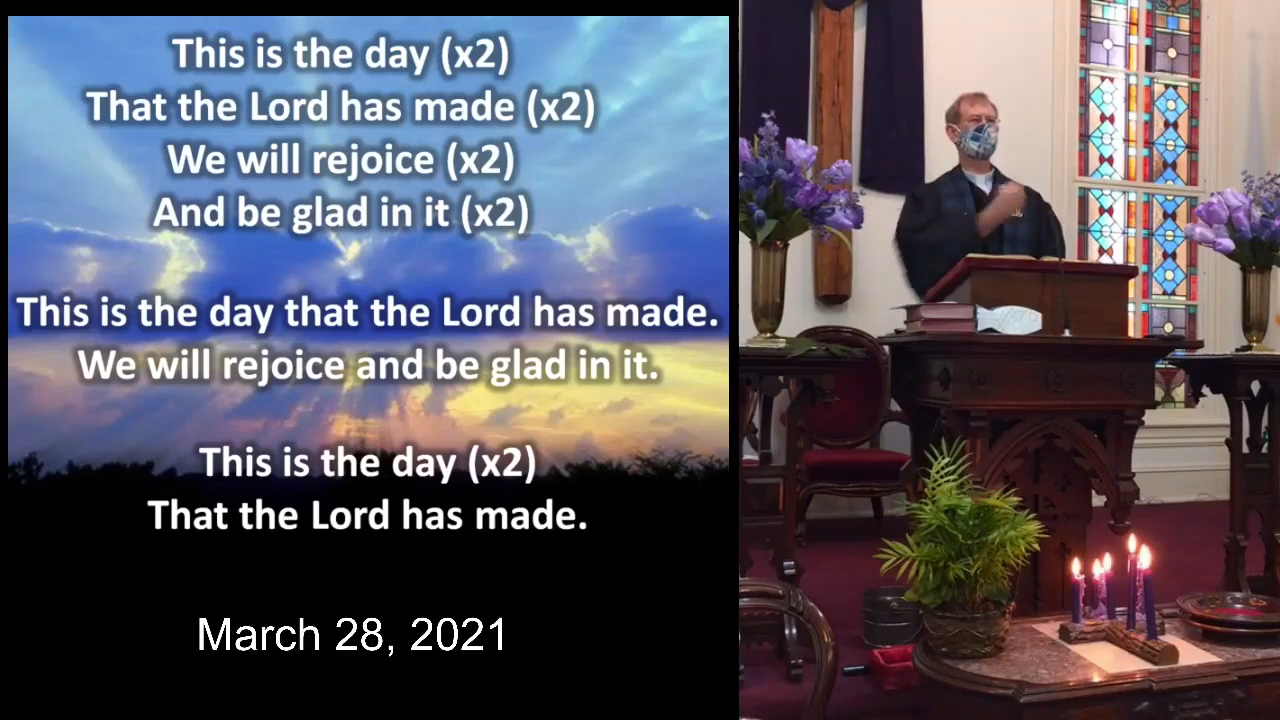 This is the day (x2)
That the Lord has made (x2)
We will rejoice (x2)
And be glad in it (x2)
This is the day that the Lord has made.
We will rejoice and be glad in it.
This is the day (x2)
That the Lord has made.
March 28, 2021